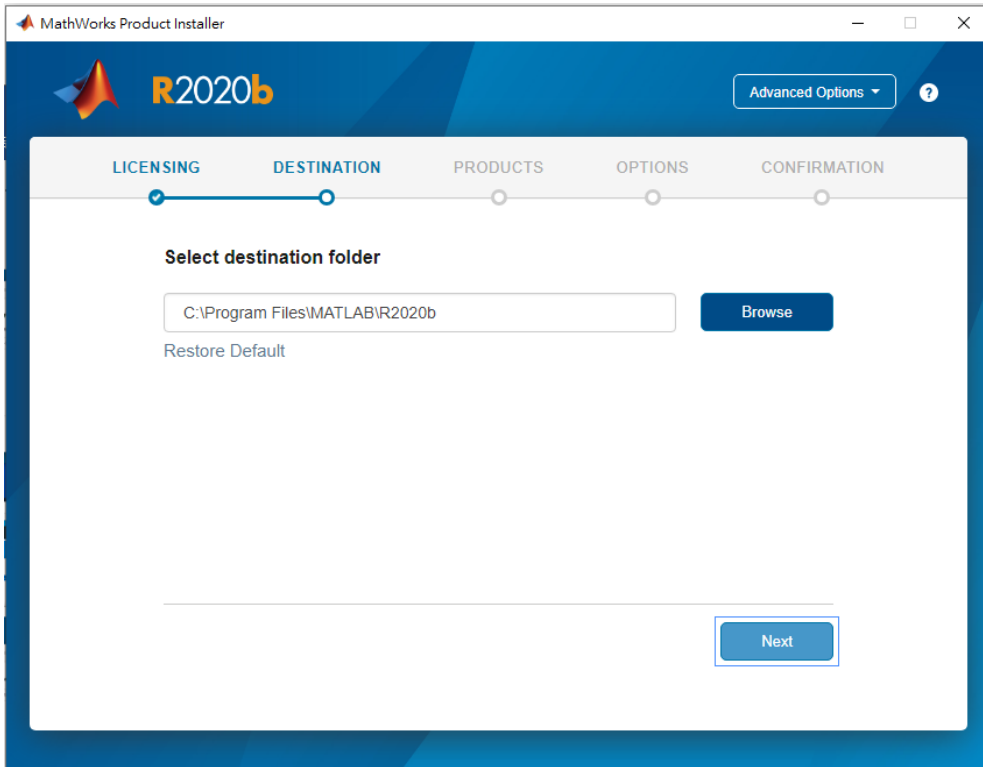 MathWorks Product Installer
R2020b
Advanced Options
?
LICENSING DESTINATION PRODUCTS OPTIONS CONFIRMATION
Select destination folder
C:\Program Files\MATLAB\R2020b
Browse
Restore Default
Next